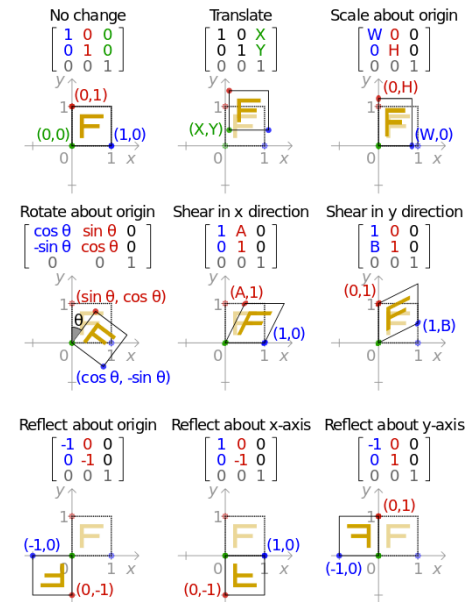 No change
1 0 0
0 1 0
0 0 1
y
(0,1)
1
(0,0)
(1,0)
0 1 x
Translate
1 0 X
0 1 Y
0 0 1
y
1
(X,Y)
0 1 x
Scale about origin
W 0 0
0 H 0
0 0 1
y
(0,H)
1
(W,0)
0 1 x
Rotate about origin
cos θ sin θ 0
-sin θ cos θ 0
0 0 1
y
(sin θ, cos θ)
1
θ
0 1 x
(cos θ, -sin θ)
Shear in x direction
1 A 0
0 1 0
0 0 1
y
(A,1)
1
(1,0)
0 1 x
Shear in y direction
1 0 0
B 1 0
0 0 1
y
(0,1)
1
(1,B)
0 1 x
Reflect about origin
-1 0 0
0 -1 0
0 0 1
y
1
(-1,0)
0 1 x
(0,-1)
Reflect about x-axis
1 0 0
0 -1 0
0 0 1
y
1
(1,0)
0 1 x
(0,-1)
Reflect about y-axis
-1 0 0
0 1 0
0 0 1
y
(0,1)
1
(-1,0)
0 1 x